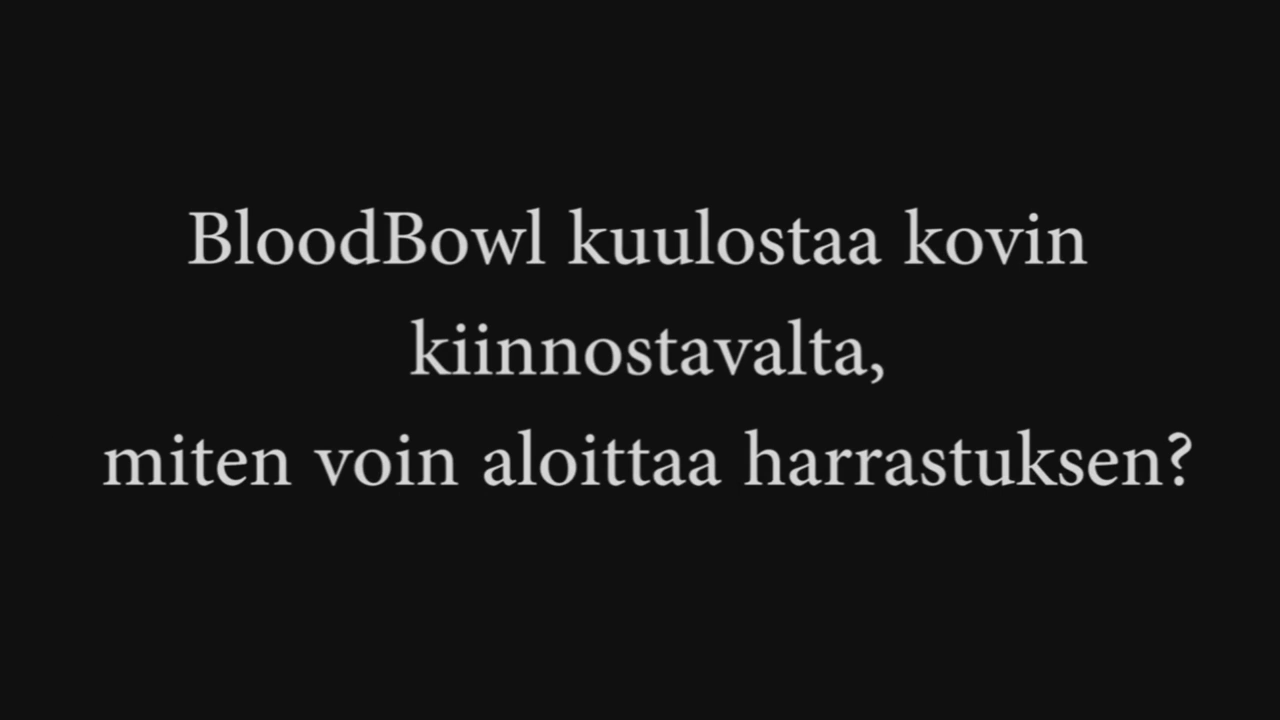 BloodBowl kuulostaa kovin
kiinnostavalta,
miten voin aloittaa harrastuksen?